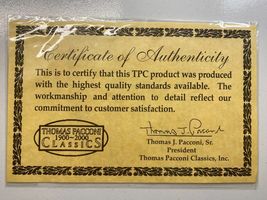 Certificate of Authenticity
This is to certify that this TPC product was produced
with the highest quality standards available. The
workmanship and attention to detail reflect our
commitment to customer satisfaction.
THOMAS PACCONI
1900-2000
CLASSICS
Thomas J. Pacconi
Thomas J. Pacconi, Sr.
President
Thomas Pacconi Classics, Inc.